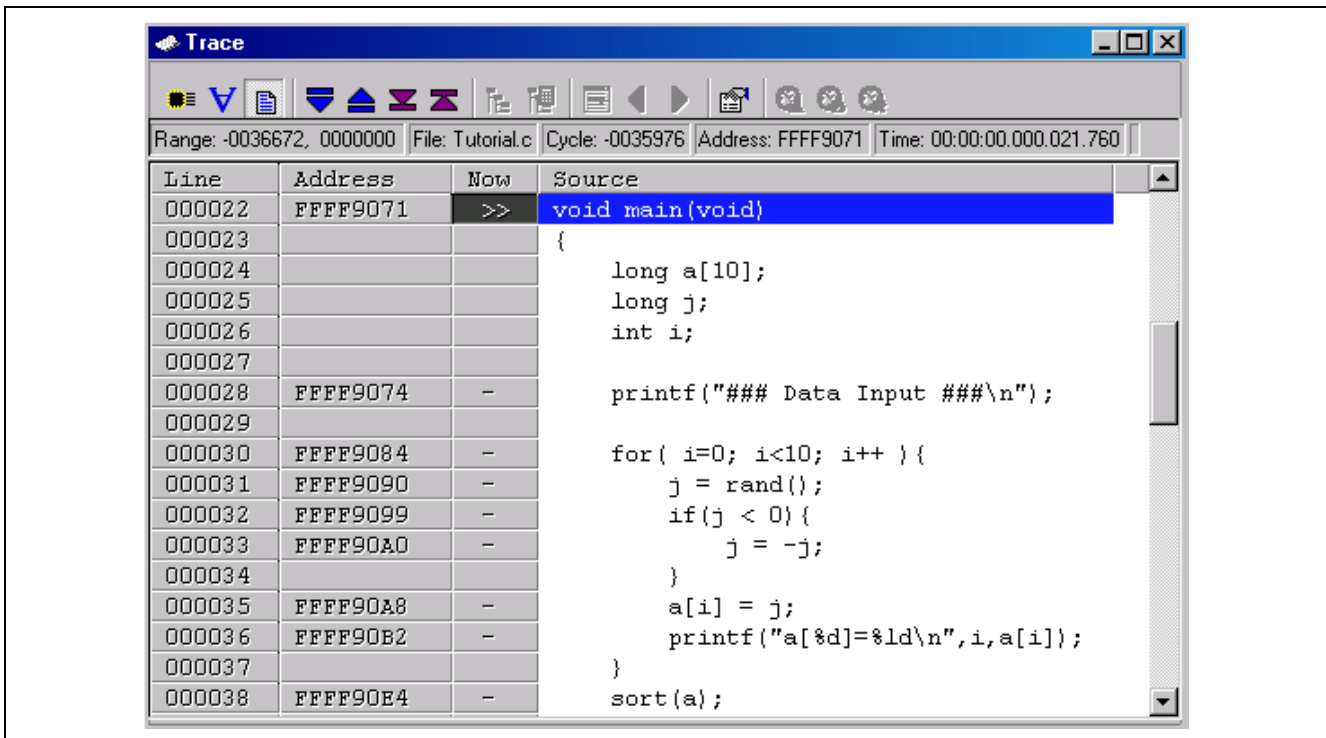 Trace
Range: -0036672, 0000000 File: Tutorial.c Cycle: -0035976 Address: FFFF9071 Time: 00:00:00.000.021.760
Line Address Now Source
000022 FFFF9071 >> void main(void)
000023 {
000024 long a[10];
000025 long j;
000026 int i;
000027
000028 FFFF9074 - printf("### Data Input ###\n");
000029
000030 FFFF9084 - for( i=0; i<10; i++ ){
000031 FFFF9090 - j = rand();
000032 FFFF9099 - if(j < 0){
000033 FFFF90A0 - j = -j;
000034 }
000035 FFFF90A8 - a[i] = j;
000036 FFFF90B2 - printf("a[%d]=%ld\n",i,a[i]);
000037 }
000038 FFFF90E4 - sort(a);